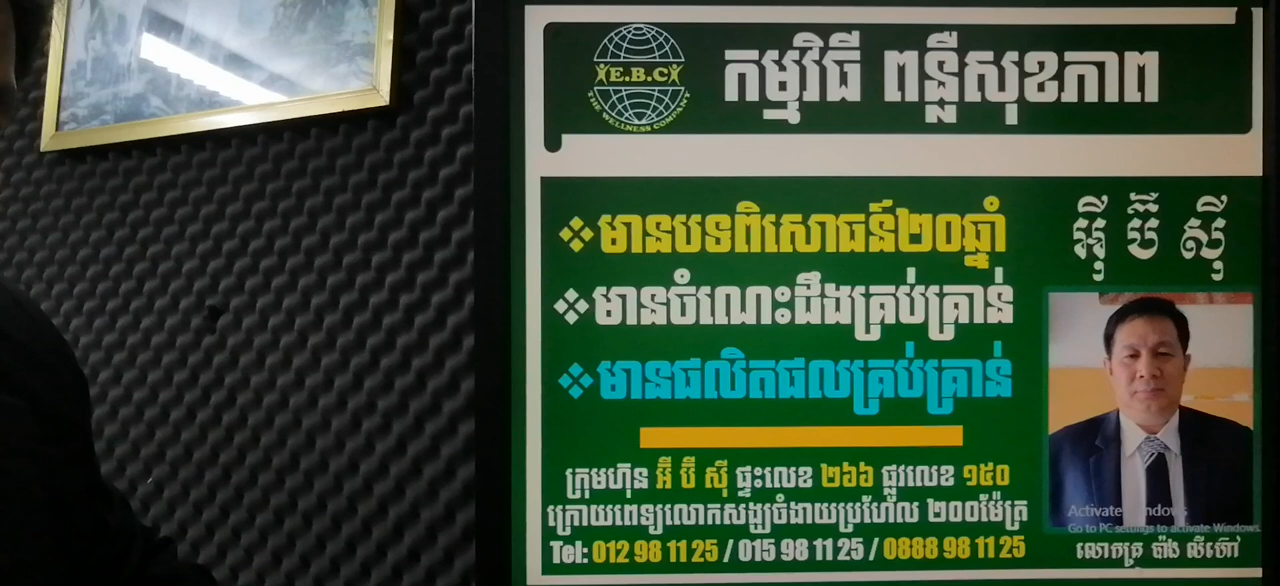 E.B.C
THE WELLNESS COMPANY
កម្មវិធី ពន្លឺសុខភាព
❖មានបទពិសោធន៍២០ឆ្នាំ
❖មានចំណេះដឹងគ្រប់គ្រាន់
❖មានផលិតផលគ្រប់គ្រាន់
អ៊ី ប៊ី ស៊ី
ក្រុមហ៊ុន អ៊ី ប៊ី ស៊ី ផ្ទះលេខ ២៦៦ ផ្លូវលេខ ១៥០
ក្រោយពេទ្យលោកសង្ឃចំងាយប្រហែល ២០០ម៉ែត្រ
Tel: 012 98 11 25 / 015 98 11 25 / 0888 98 11 25
Activate Windows
Go to PC settings to activate Windows.
លោកគ្រូ ប៉ាង លីហ៊ៅ